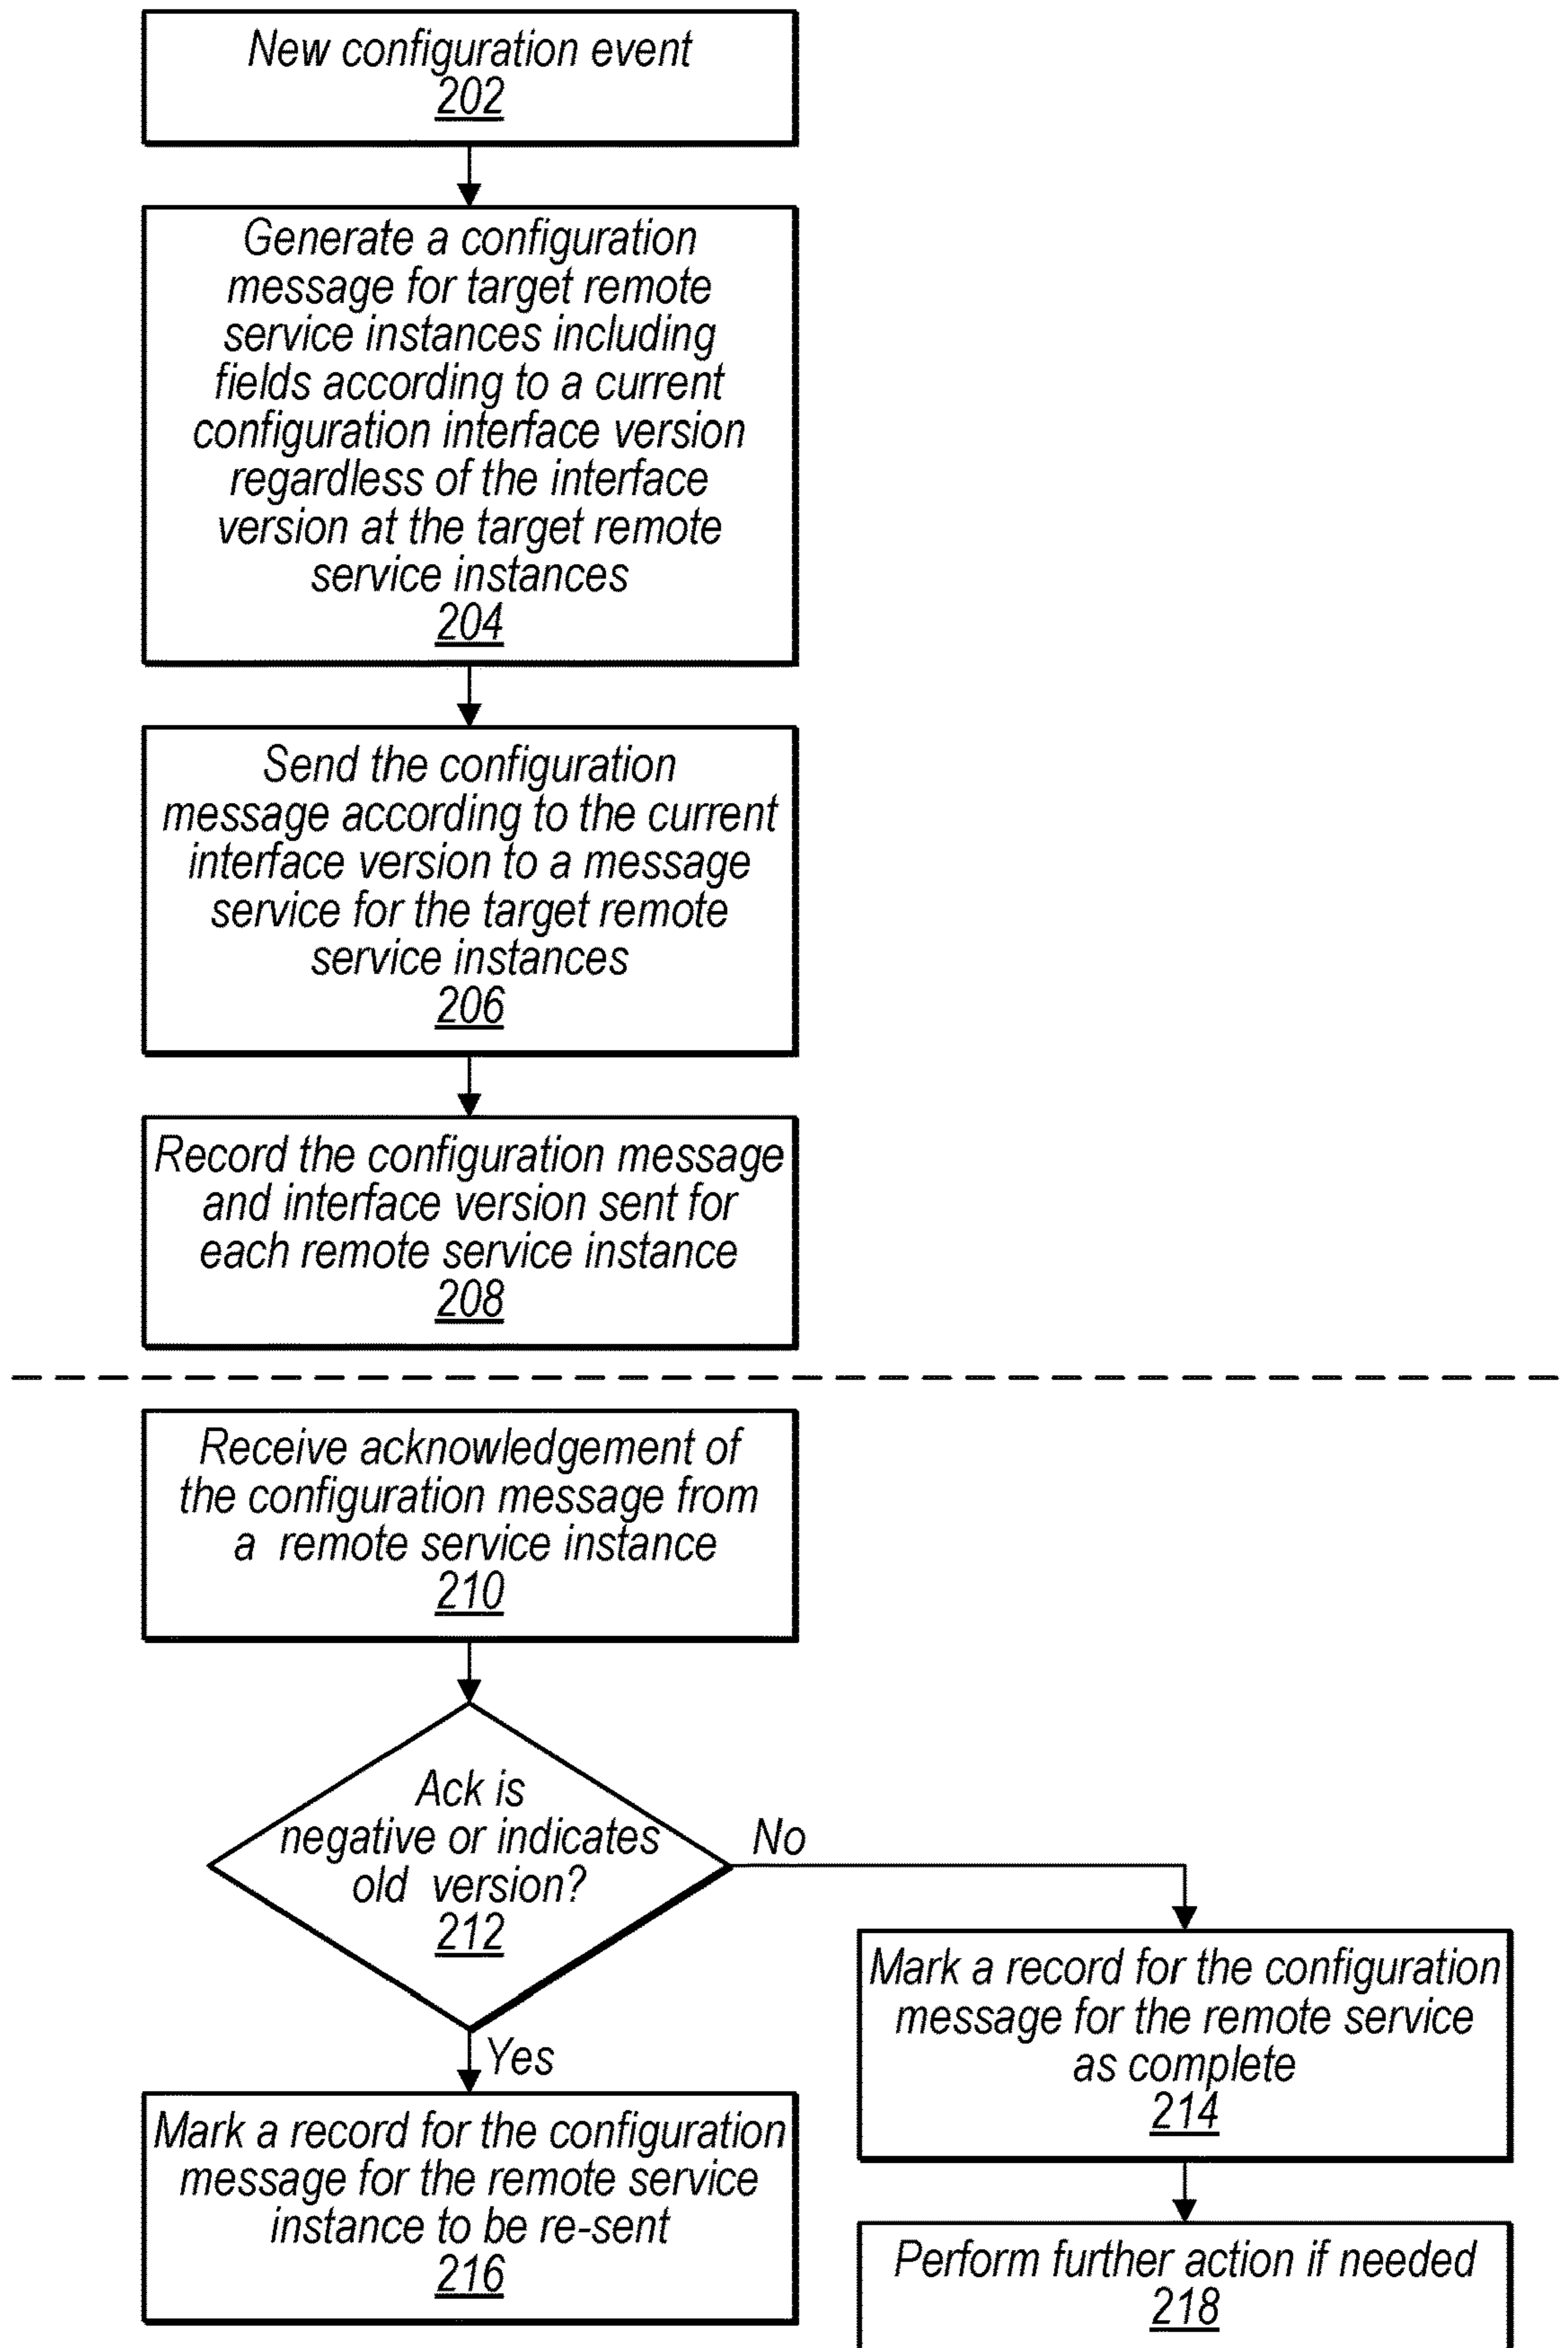 New configuration event
202
Generate a configuration
message for target remote
service instances including
fields according to a current
configuration interface version
regardless of the interface
version at the target remote
service instances
204
Send the configuration
message according to the current
interface version to a message
service for the target remote
service instances
206
Record the configuration message
and interface version sent for
each remote service instance
208
Receive acknowledgement of
the configuration message from
a remote service instance
210
Ack is
negative or indicates
old version?
212
No
Yes
Mark a record for the configuration
message for the remote service
as complete
214
Mark a record for the configuration
message for the remote service
instance to be re-sent
216
Perform further action if needed
218